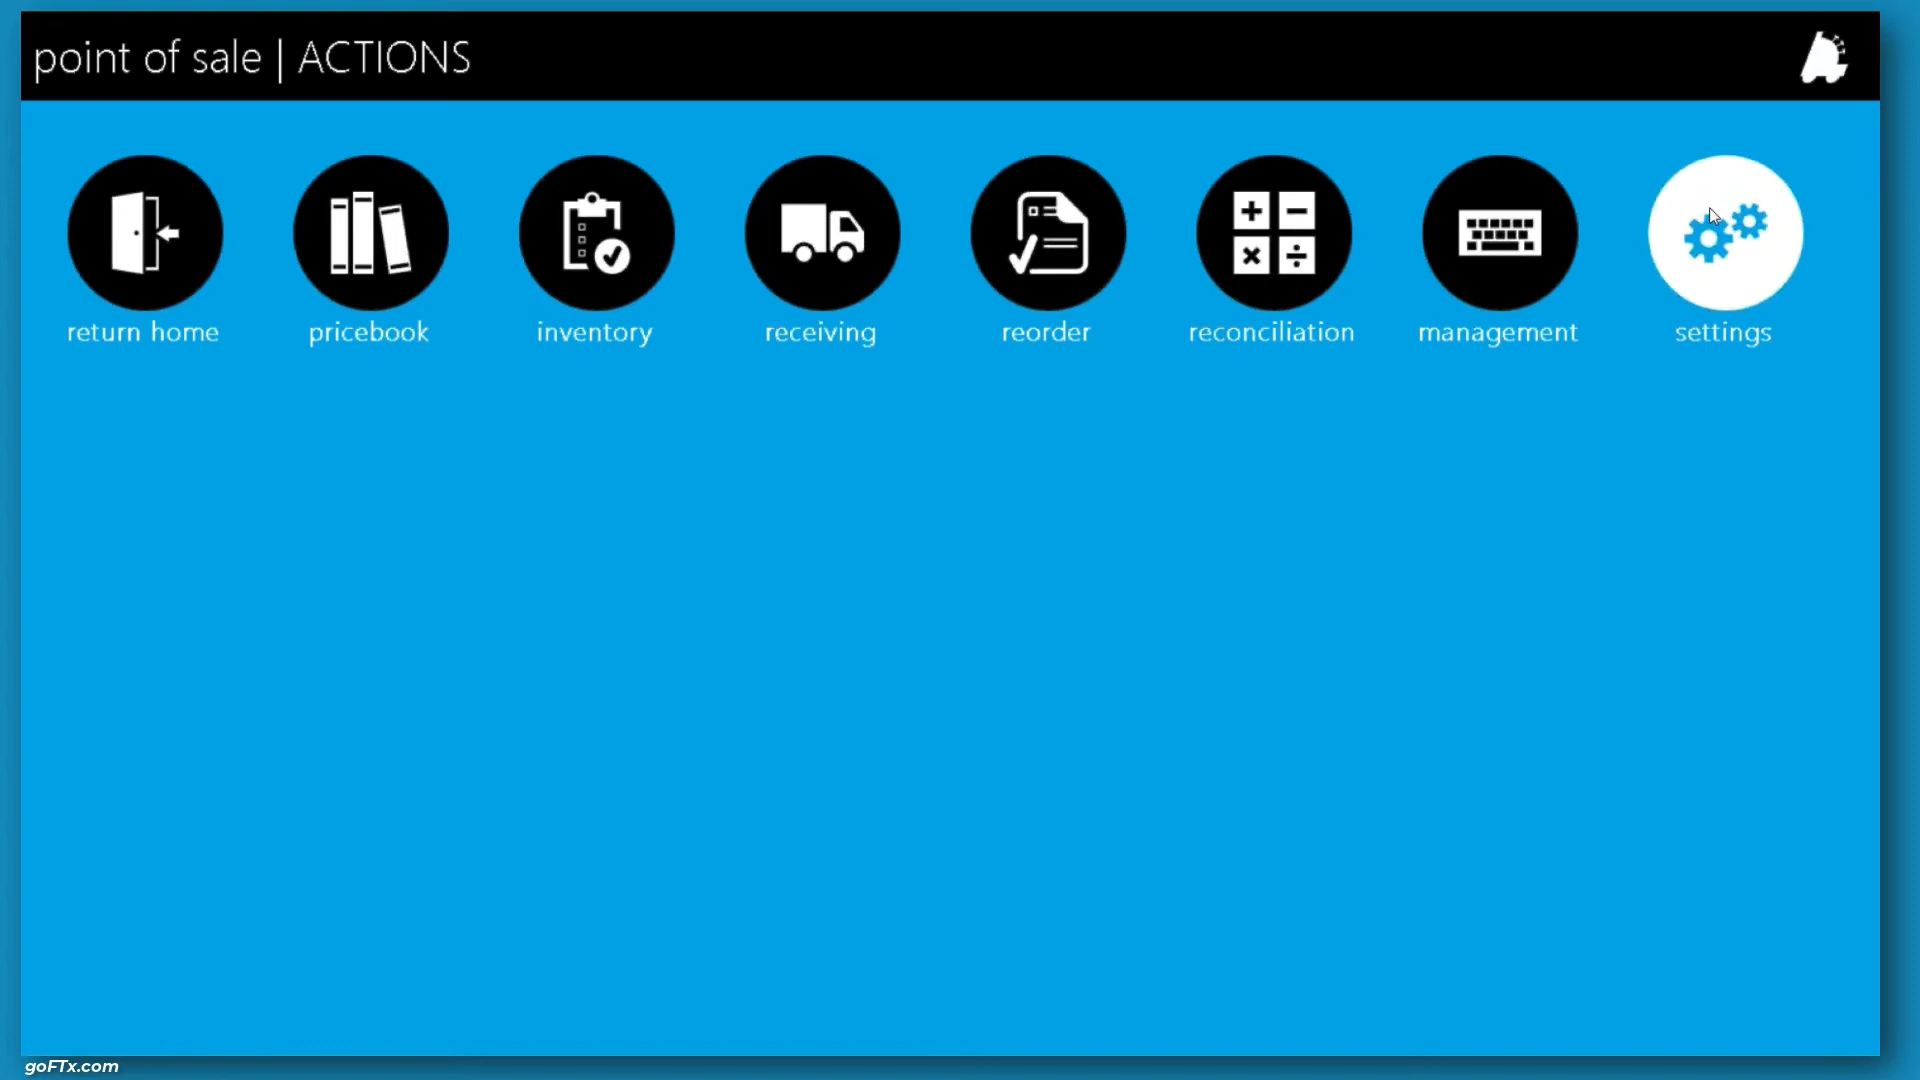 point of sale | ACTIONS
return home
pricebook
inventory
receiving
reorder
reconciliation
management
settings
goFTx.com